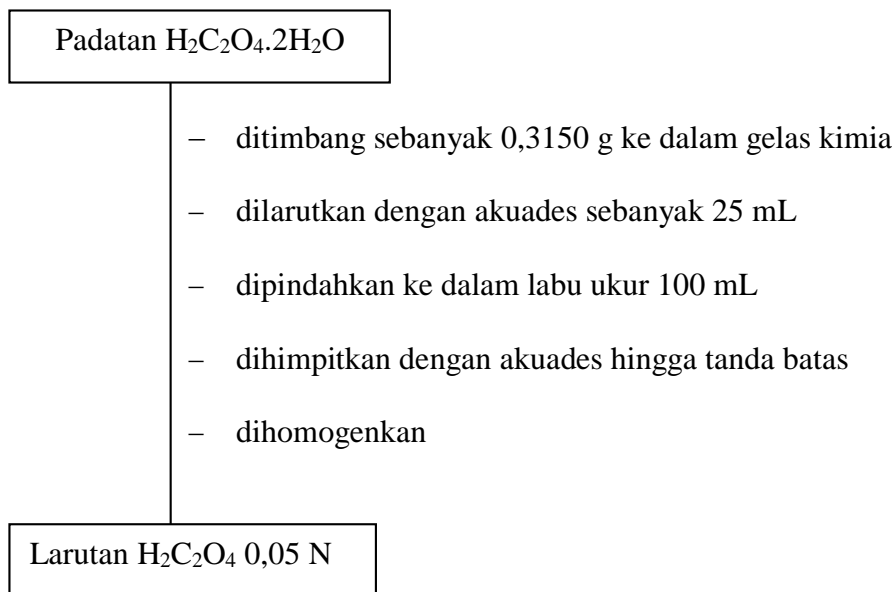 Padatan H₂C₂O₄.2H₂O
– ditimbang sebanyak 0,3150 g ke dalam gelas kimia
– dilarutkan dengan akuades sebanyak 25 mL
– dipindahkan ke dalam labu ukur 100 mL
– dihimpitkan dengan akuades hingga tanda batas
– dihomogenkan
Larutan H₂C₂O₄ 0,05 N